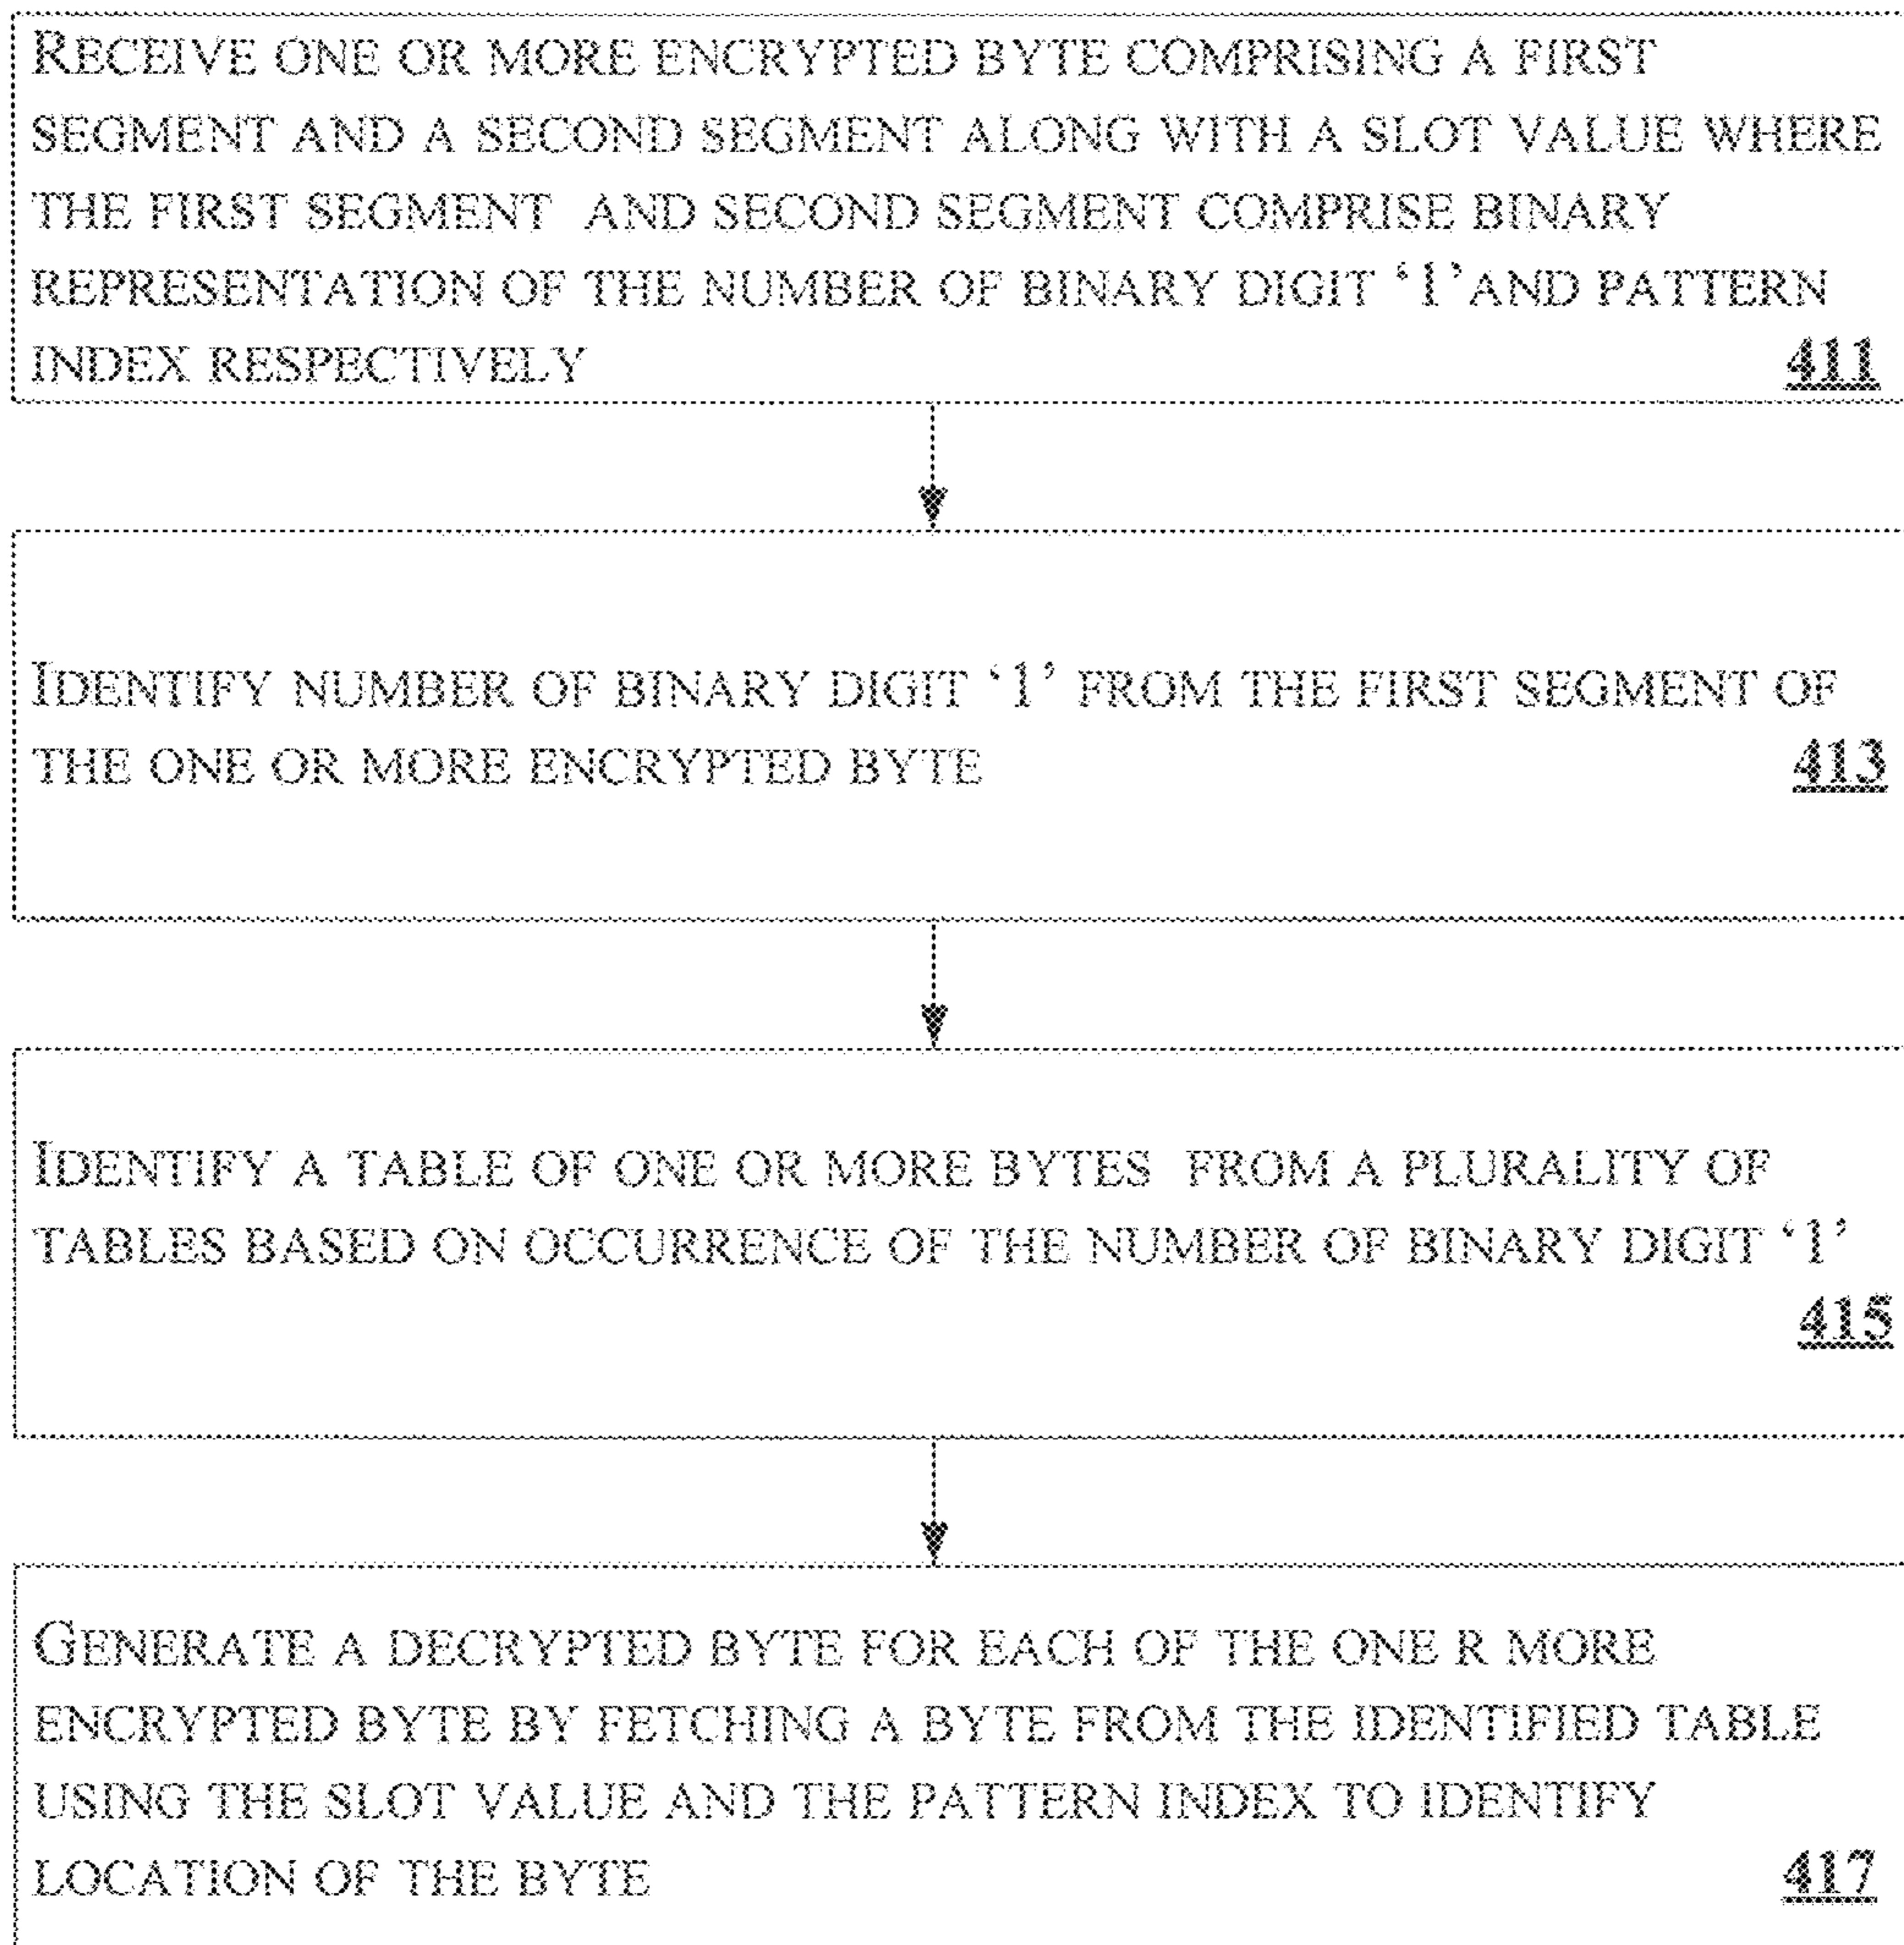 RECEIVE ONE OR MORE ENCRYPTED BYTE COMPRISING A FIRST
SEGMENT AND A SECOND SEGMENT ALONG WITH A SLOT VALUE WHERE
THE FIRST SEGMENT AND SECOND SEGMENT COMPRISE BINARY
REPRESENTATION OF THE NUMBER OF BINARY DIGIT ‘1’AND PATTERN
INDEX RESPECTIVELY 411
IDENTIFY NUMBER OF BINARY DIGIT ‘1’ FROM THE FIRST SEGMENT OF
THE ONE OR MORE ENCRYPTED BYTE 413
IDENTIFY A TABLE OF ONE OR MORE BYTES FROM A PLURALITY OF
TABLES BASED ON OCCURRENCE OF THE NUMBER OF BINARY DIGIT ‘1’
415
GENERATE A DECRYPTED BYTE FOR EACH OF THE ONE R MORE
ENCRYPTED BYTE BY FETCHING A BYTE FROM THE IDENTIFIED TABLE
USING THE SLOT VALUE AND THE PATTERN INDEX TO IDENTIFY
LOCATION OF THE BYTE 417